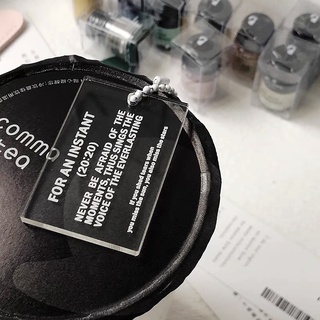 FOR AN INSTANT
(20:20)
NEVER BE AFRAID OF THE
MOMENTS, THUS SINGS THE
VOICE OF THE EVERLASTING
If you shed tears when
you miss the sun, you also miss the stars
comma
tea